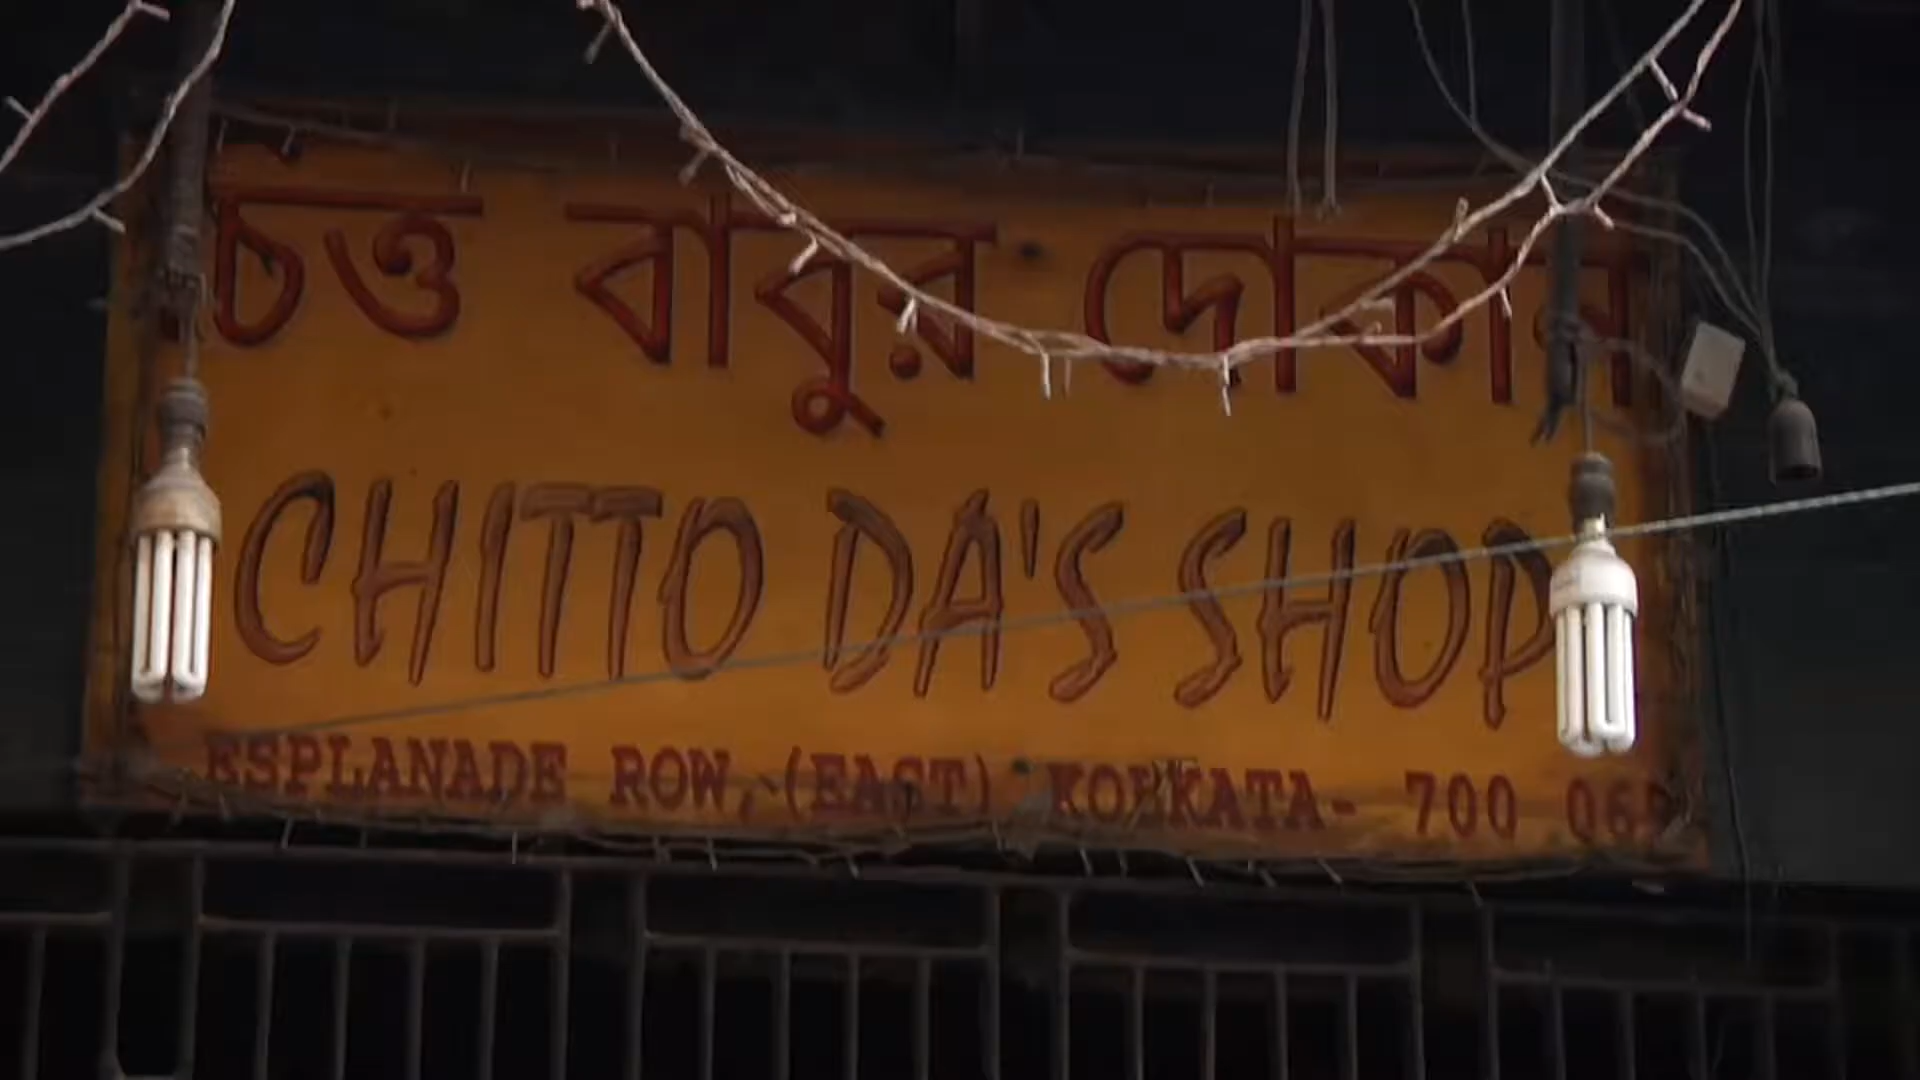 চিত্ত বাবুর দোকান
CHITTO DA'S SHOP
ESPLANADE ROW, (EAST) KOLKATA- 700 069